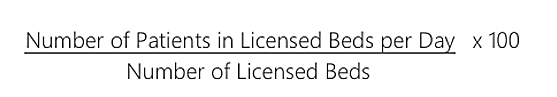 Number of Patients in Licensed Beds per Day x 100
Number of Licensed Beds